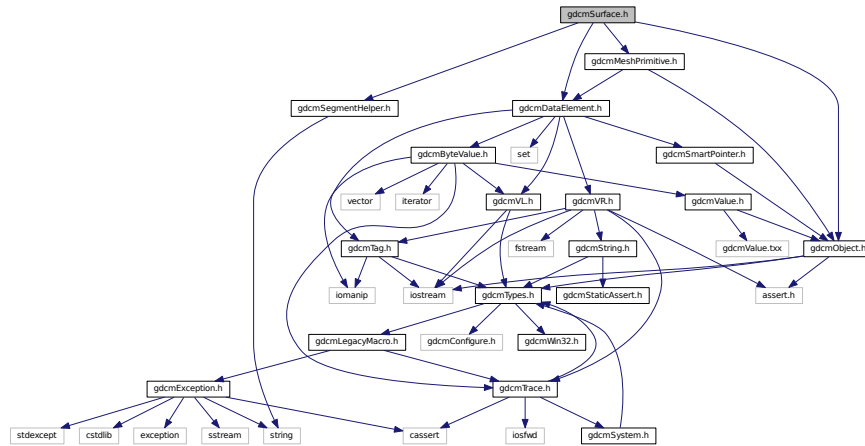 gdcmSurface.h
gdcmMeshPrimitive.h
gdcmSegmentHelper.h
gdcmDataElement.h
gdcmByteValue.h
set
gdcmSmartPointer.h
vector
iterator
gdcmVL.h
gdcmVR.h
gdcmValue.h
gdcmTag.h
fstream
gdcmString.h
gdcmValue.txx
gdcmObject.h
iomanip
iostream
gdcmTypes.h
gdcmStaticAssert.h
assert.h
gdcmLegacyMacro.h
gdcmConfigure.h
gdcmWin32.h
gdcmException.h
gdcmTrace.h
stdexcept
cstdlib
exception
sstream
string
cassert
iosfwd
gdcmSystem.h